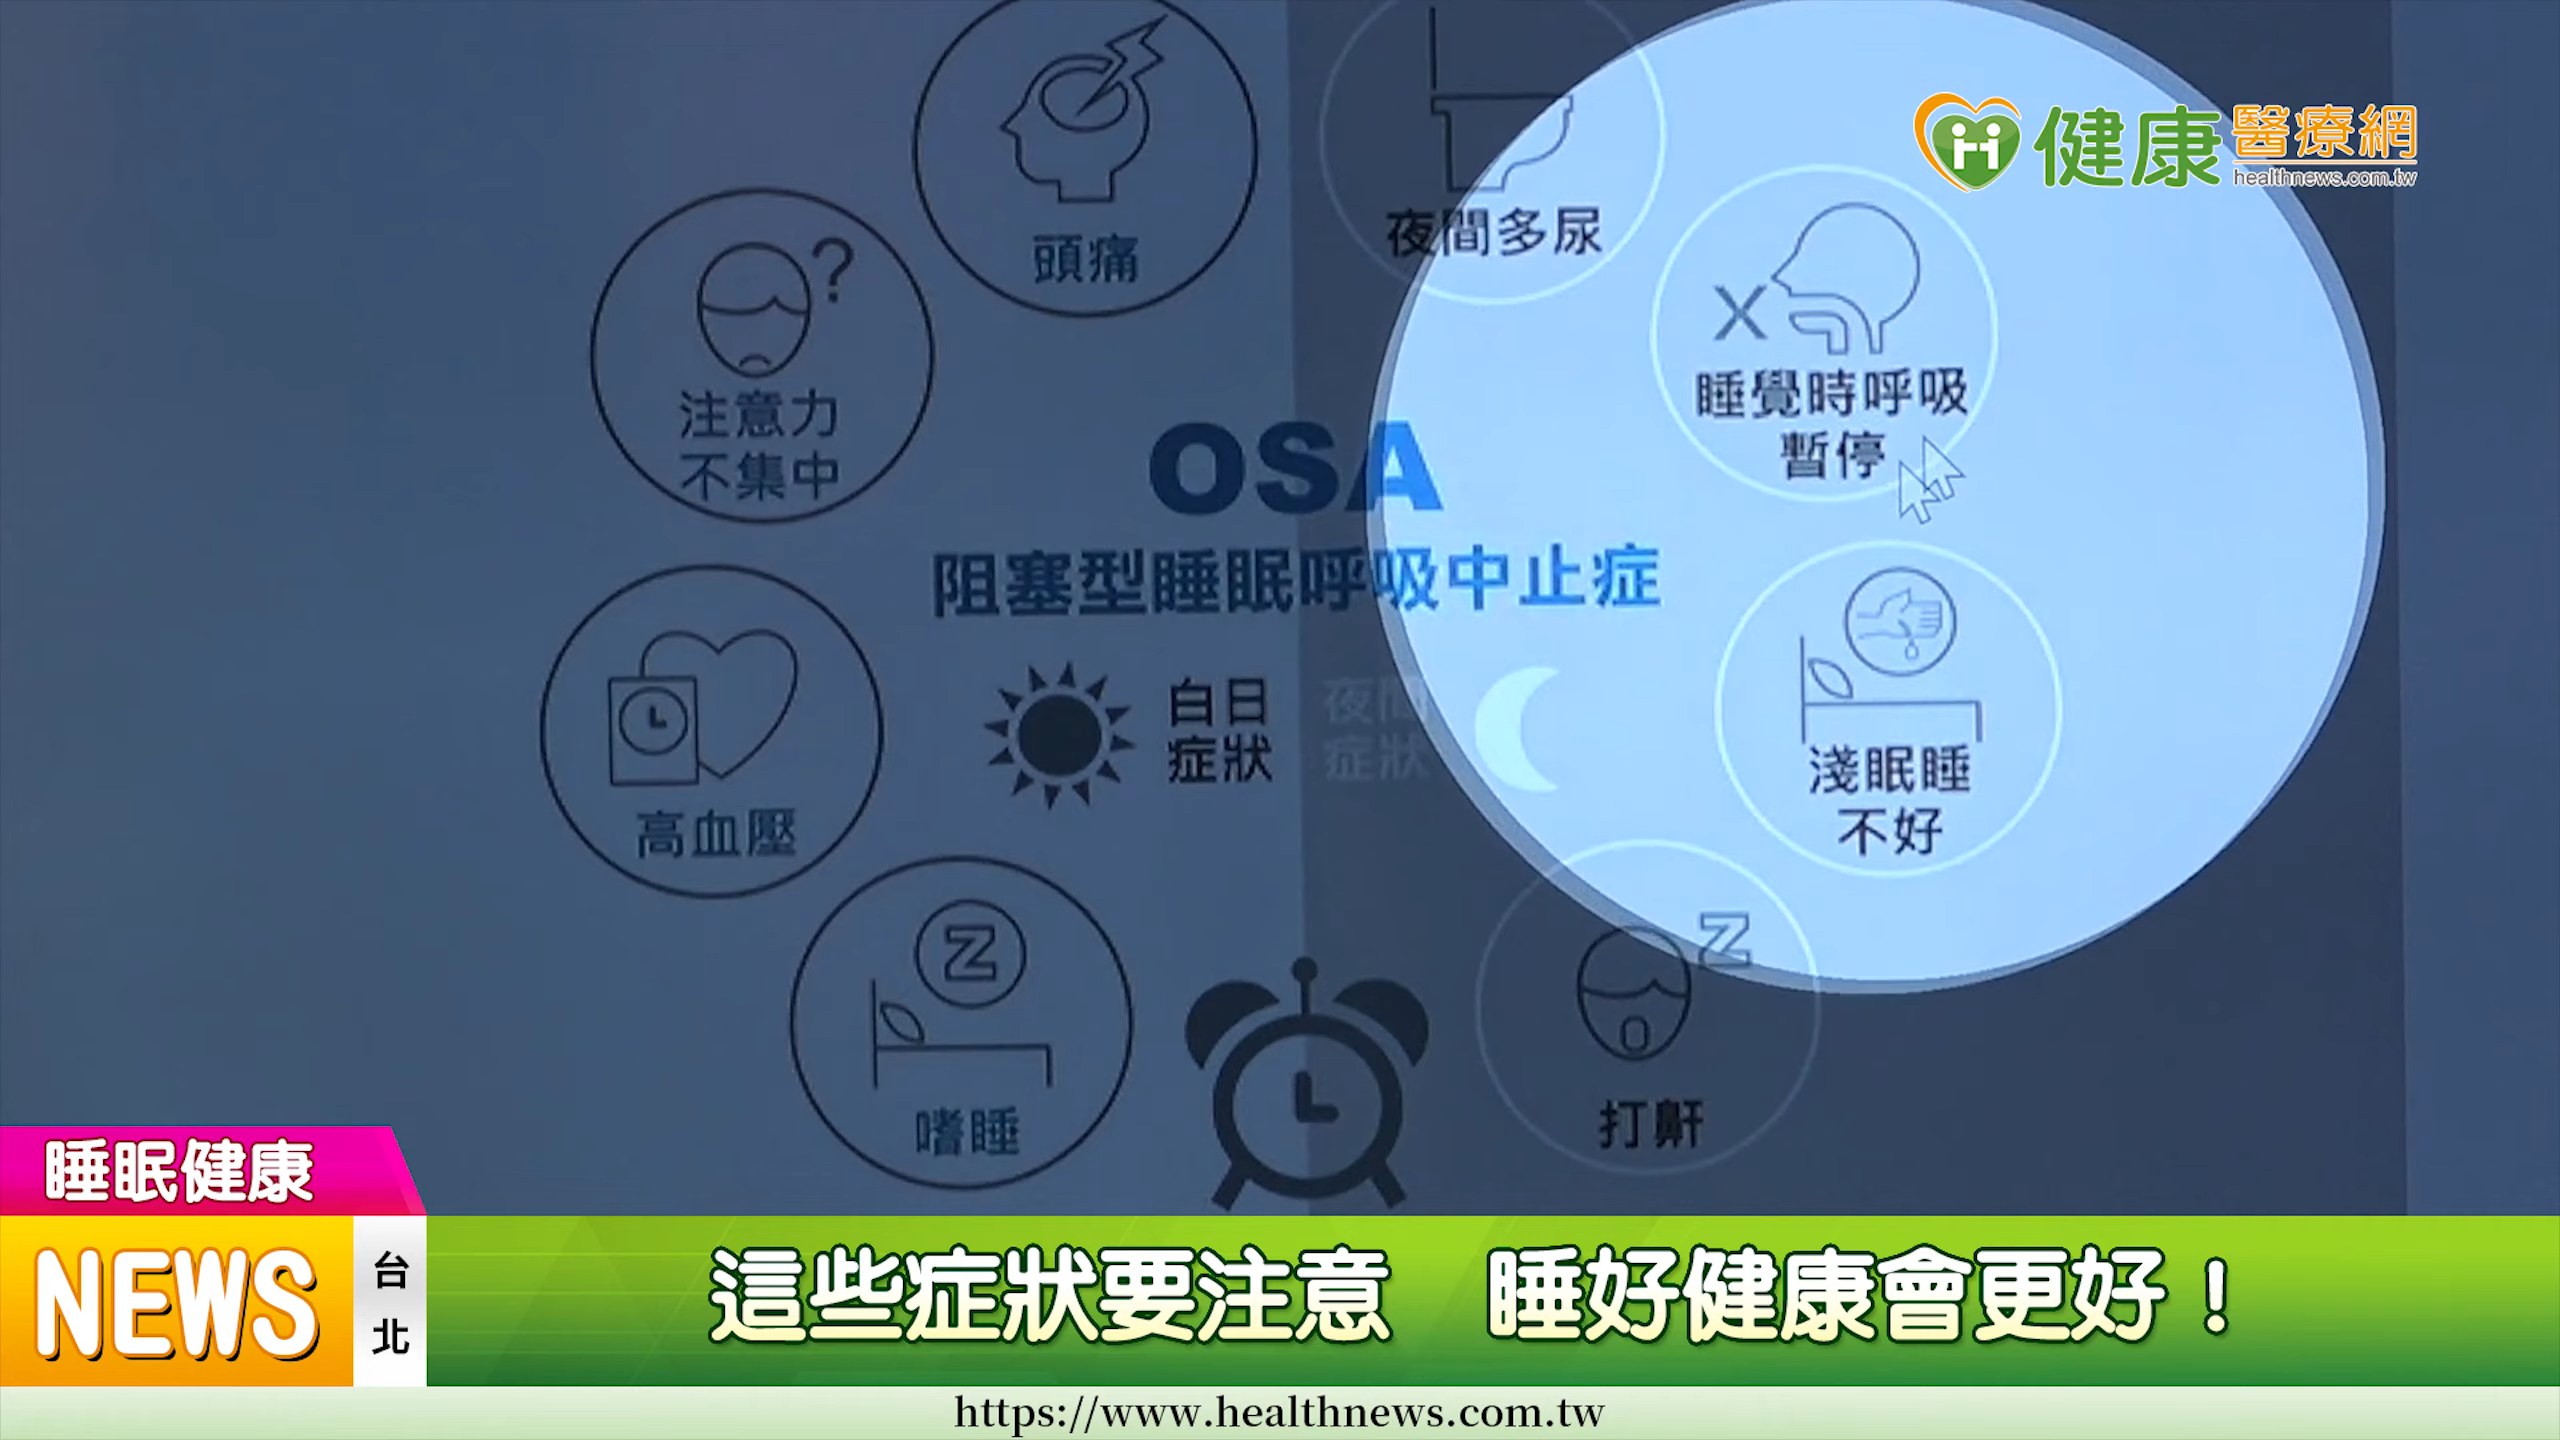 健康醫療網
healthnews.com.tw
頭痛
夜間多尿
?
注意力
不集中
X
睡覺時呼吸
暫停
OSA
阻塞型睡眠呼吸中止症
高血壓
白日
症狀
夜間
症狀
淺眠睡
不好
Z
嗜睡
Z
打鼾
睡眠健康
NEWS
台北
這些症狀要注意 睡好健康會更好！
https://www.healthnews.com.tw